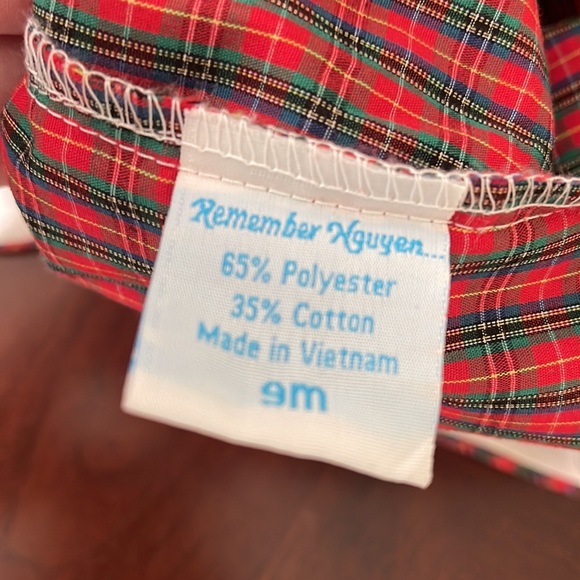 Remember Nguyen...
65% Polyester
35% Cotton
Made in Vietnam
9m